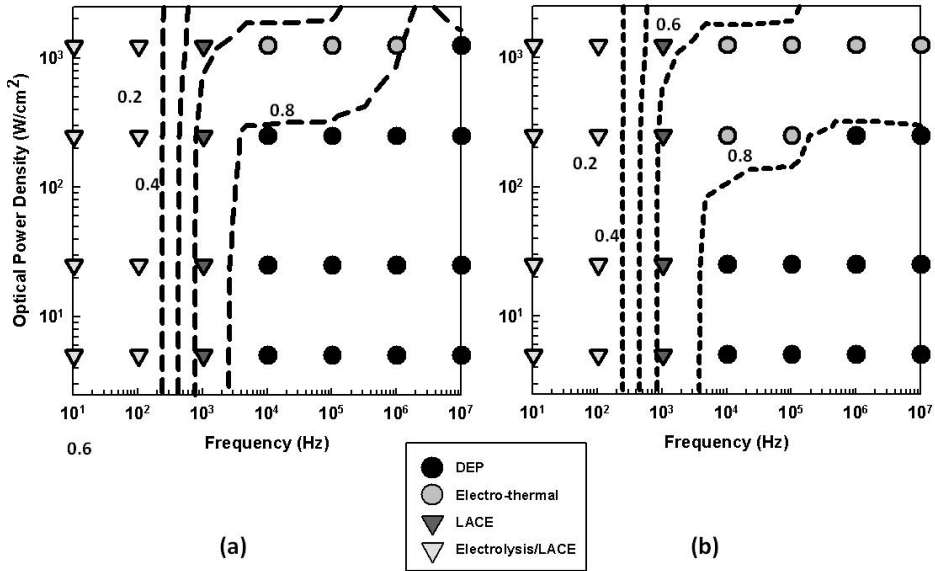 Optical Power Density (W/cm²)
10³
10²
10¹
0.2
0.4
0.8
10¹ 10² 10³ 10⁴ 10⁵ 10⁶ 10⁷
Frequency (Hz)
0.6
(a)
10³
10²
10¹
0.6
0.2
0.8
0.4
10¹ 10² 10³ 10⁴ 10⁵ 10⁶ 10⁷
Frequency (Hz)
(b)
DEP
Electro-thermal
LACE
Electrolysis/LACE